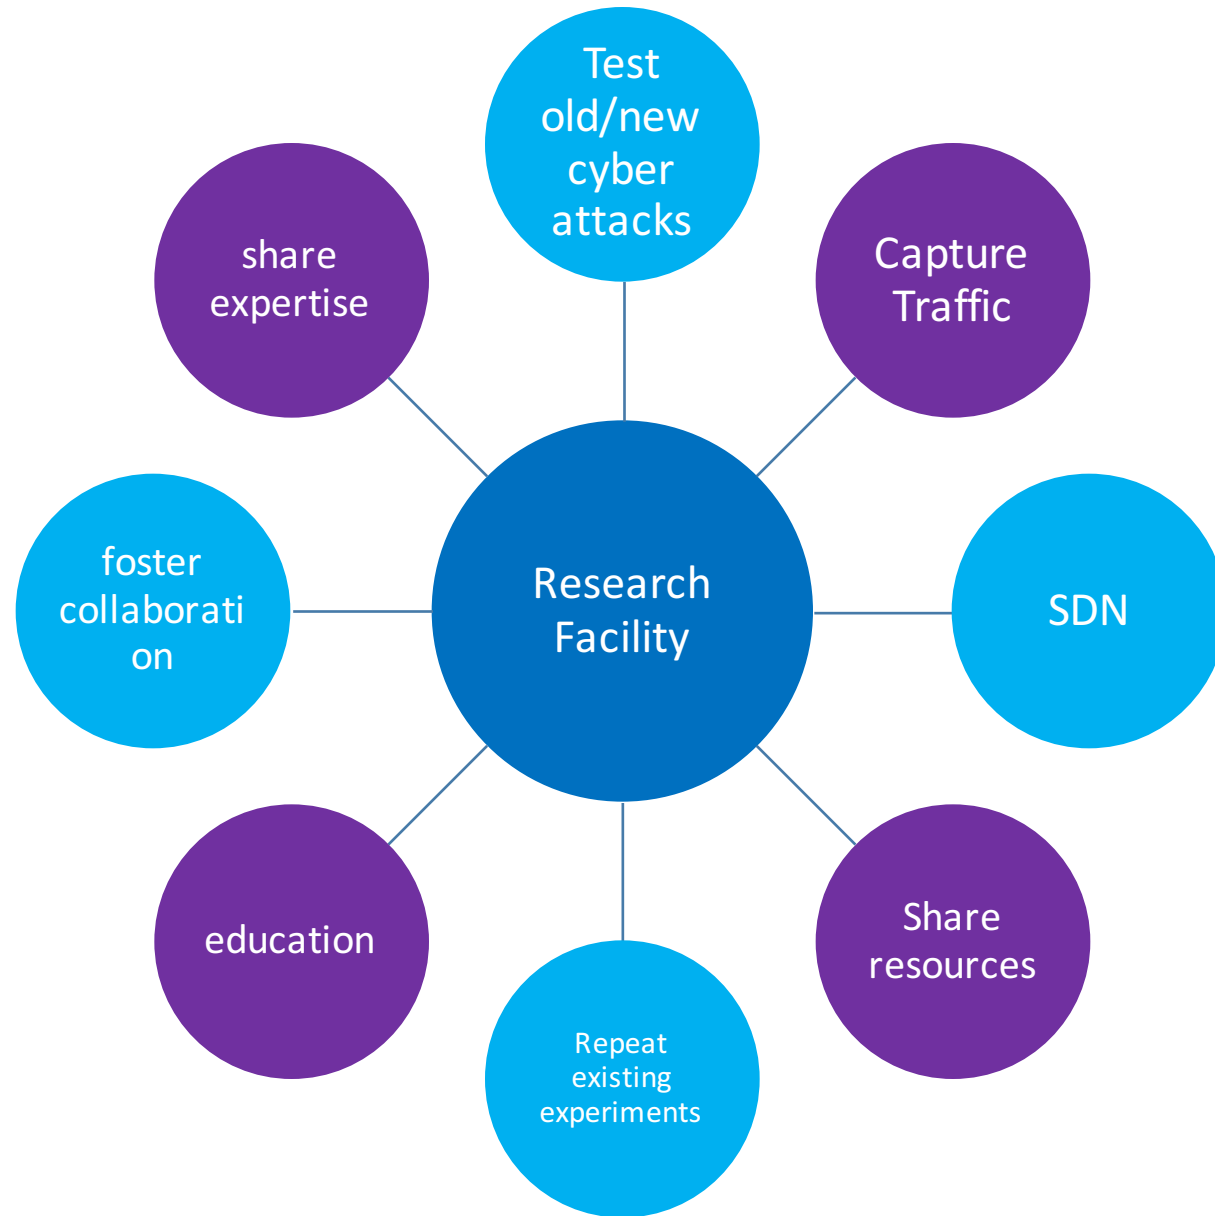 Test
old/new
cyber
attacks
share
expertise
Capture
Traffic
foster
collaborati
on
Research
Facility
SDN
education
Share
resources
Repeat
existing
experiments